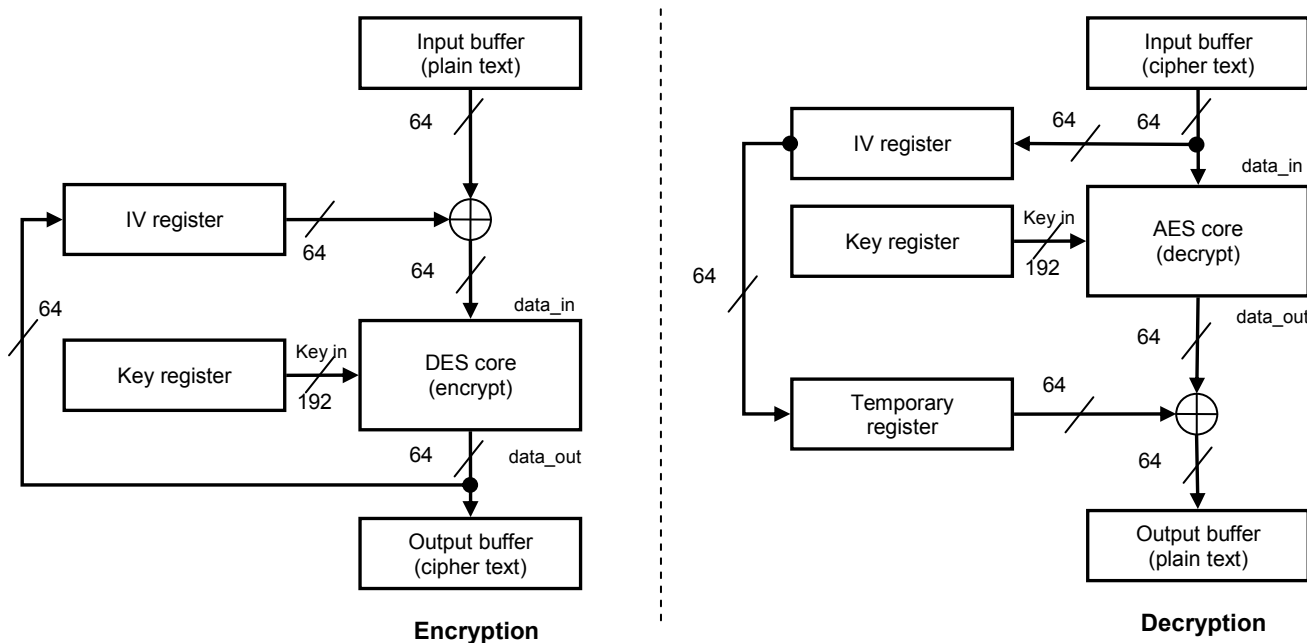 Input buffer
(plain text)
64
IV register
64
64
64
data_in
Key register
Key in
192
DES core
(encrypt)
64
data_out
Output buffer
(cipher text)
Encryption
Input buffer
(cipher text)
64
64
IV register
data_in
Key register
Key in
192
AES core
(decrypt)
64
data_out
64
Temporary
register
64
64
Output buffer
(plain text)
Decryption